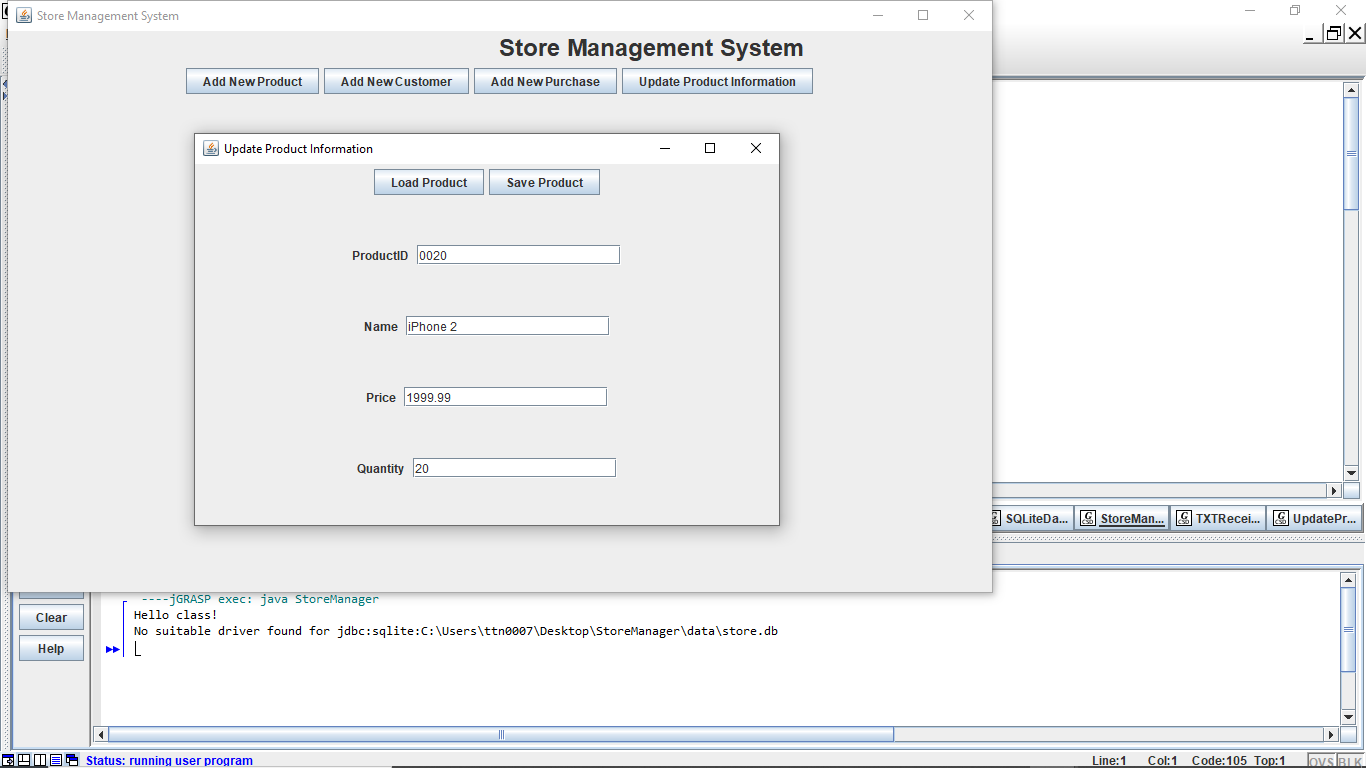 Store Management System
Store Management System
Add New Product Add New Customer Add New Purchase Update Product Information
Update Product Information
Load Product Save Product
ProductID 0020
Name iPhone 2
Price 1999.99
Quantity 20
SQLiteDa... StoreMan... TXTRecei... UpdatePr...
CSD CSD CSD
----jGRASP exec: java StoreManager
Hello class!
No suitable driver found for jdbc:sqlite:C:\Users\ttn0007\Desktop\StoreManager\data\store.db
Clear
Help
Status: running user program Line:1 Col:1 Code:105 Top:1 OVS BLK